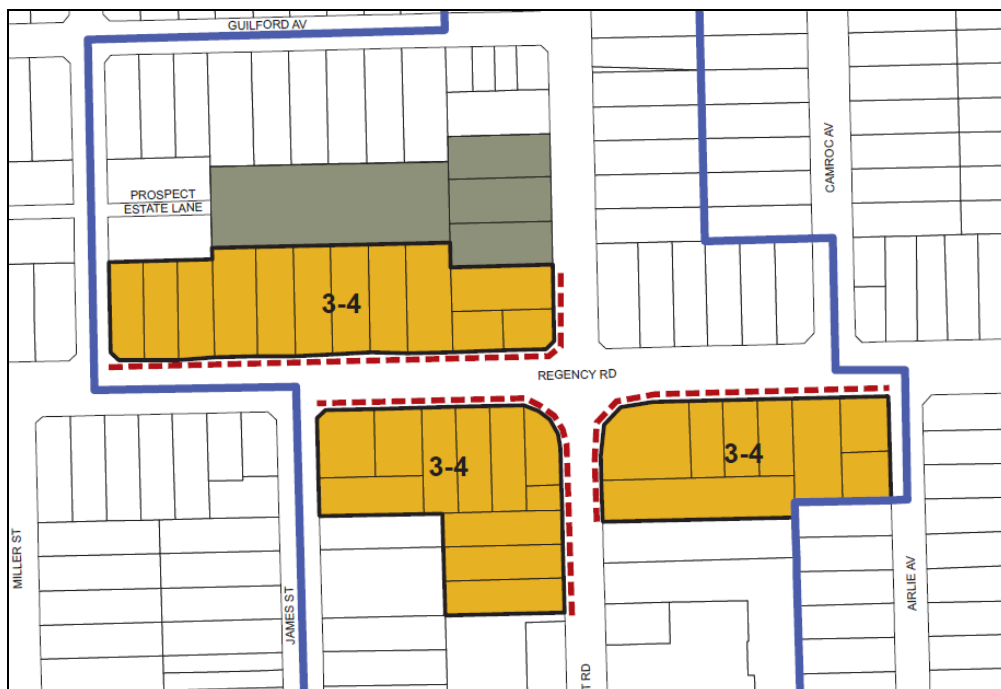 GUILFORD AV
CAMROC AV
PROSPECT
ESTATE LANE
3-4
REGENCY RD
3-4
3-4
MILLER ST
JAMES ST
AIRLIE AV
T RD